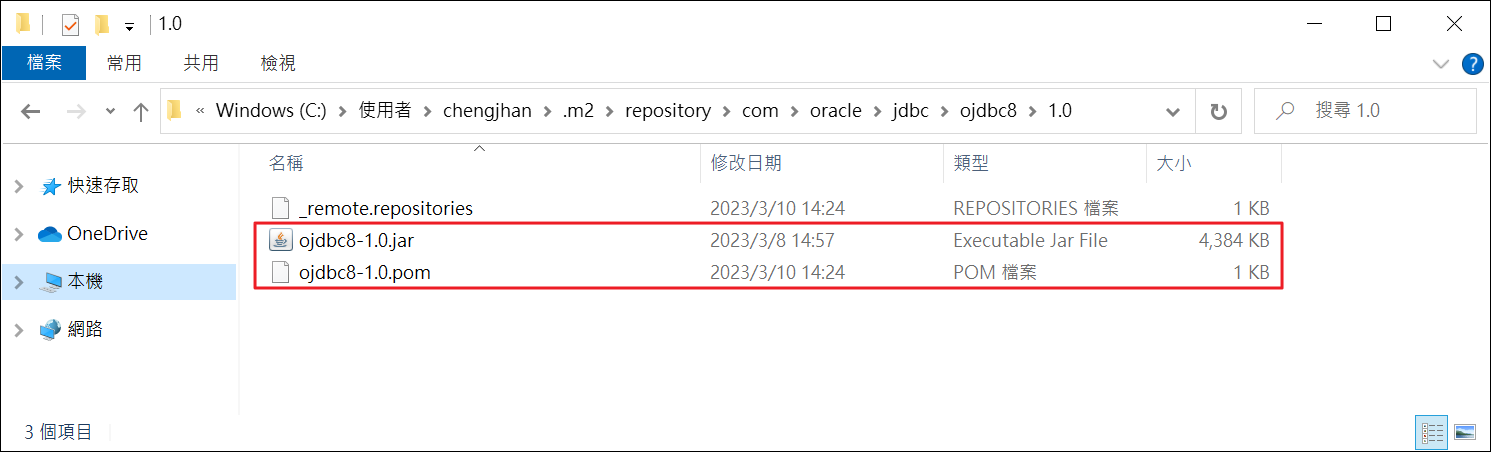 1.0
檔案 常用 共用 檢視
« Windows (C:) > 使用者 > chengjhan > .m2 > repository > com > oracle > jdbc > ojdbc8 > 1.0 搜尋 1.0
名稱 修改日期 類型 大小
快速存取
OneDrive
本機
網路
_remote.repositories 2023/3/10 14:24 REPOSITORIES 檔案 1 KB
ojdbc8-1.0.jar 2023/3/8 14:57 Executable Jar File 4,384 KB
ojdbc8-1.0.pom 2023/3/10 14:24 POM 檔案 1 KB
3 個項目